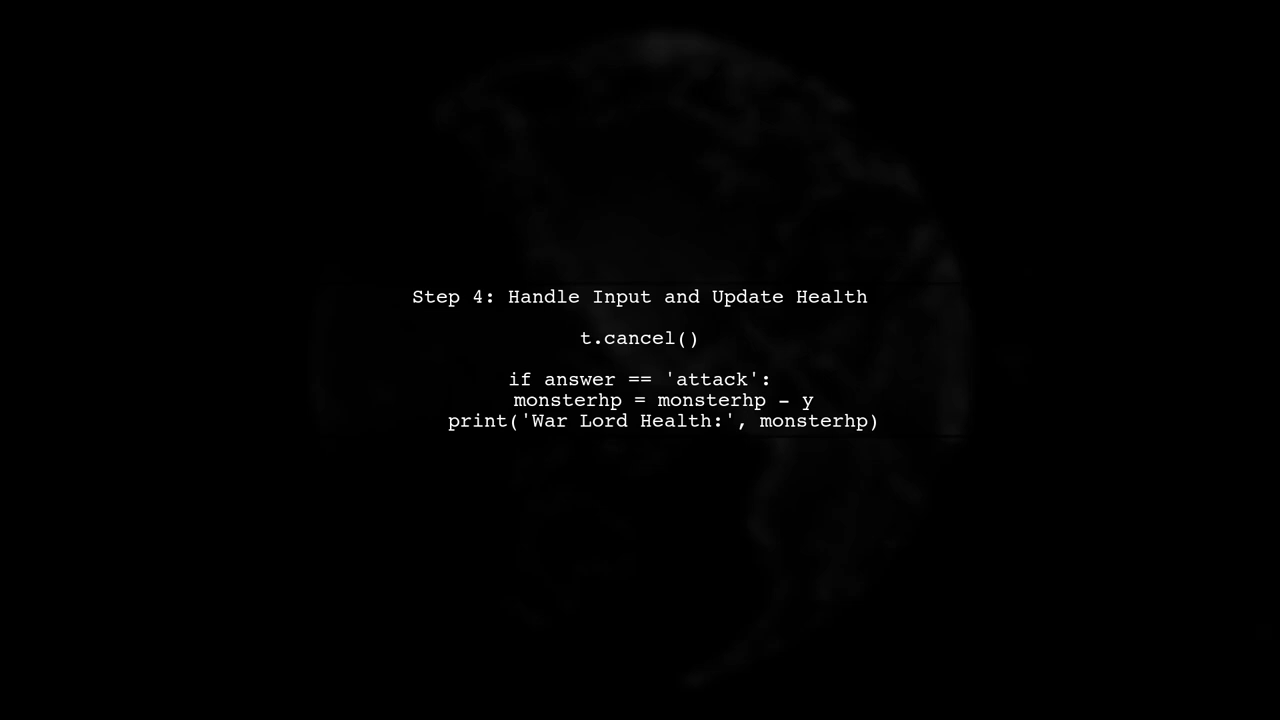 Step 4: Handle Input and Update Health
t.cancel()
if answer == 'attack':
monsterhp = monsterhp - y
print('War Lord Health:', monsterhp)